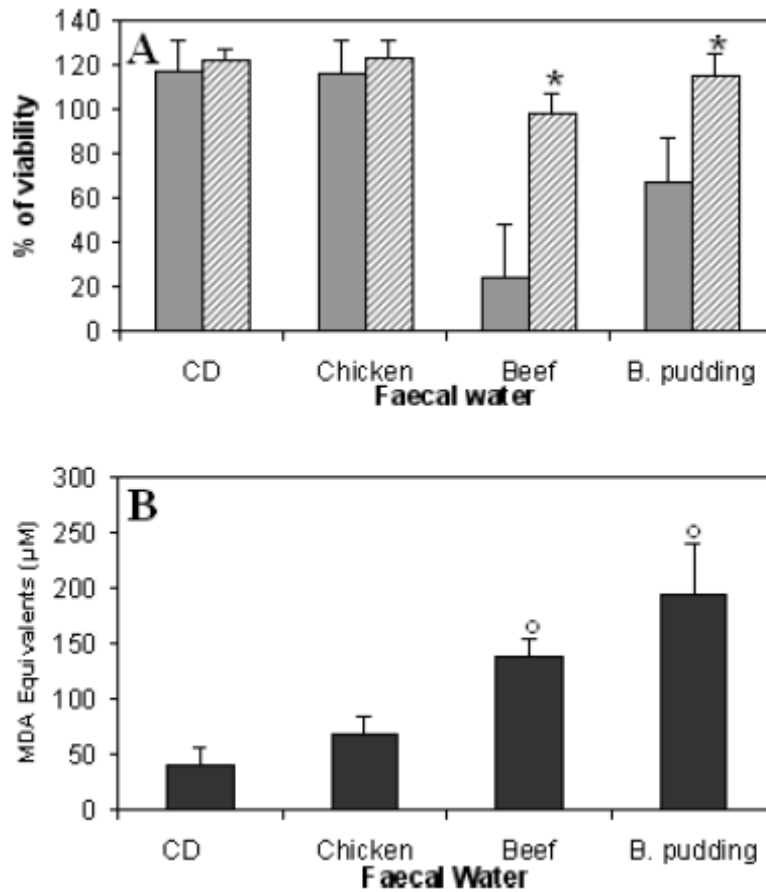 A
% of viability
140
120
100
80
60
40
20
0
* *
CD Chicken Beef B. pudding
Faecal water
B
MDA Equivalents (µM)
300
250
200
150
100
50
0
CD Chicken Beef B. pudding
Faecal Water